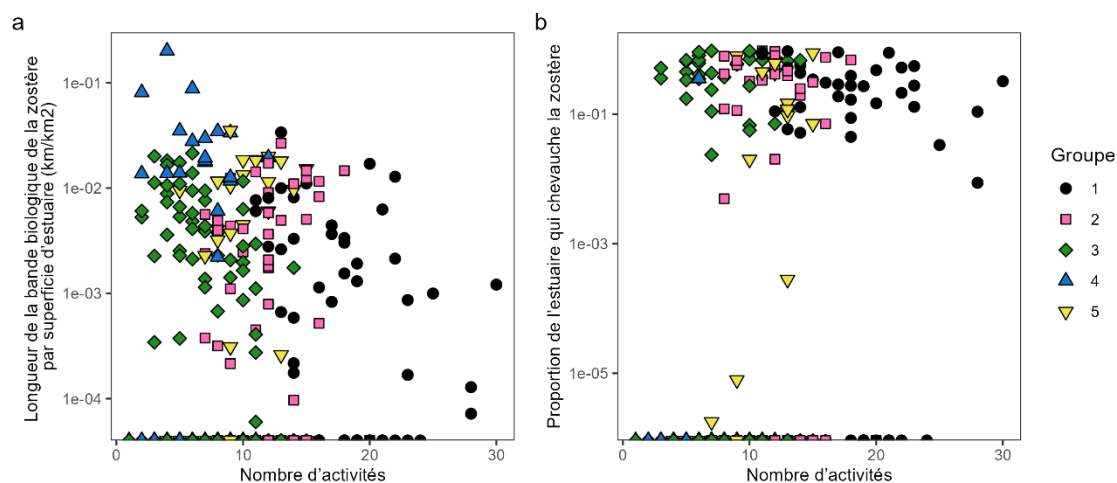 a
Longueur de la bande biologique de la zostère
par superficie d'estuaire (km/km2)
1e-01
1e-02
1e-03
1e-04
0
10
20
30
Nombre d'activités
b
Proportion de l'estuaire qui chevauche la zostère
1e-01
1e-03
1e-05
0
10
20
30
Nombre d'activités
Groupe
1
2
3
4
5